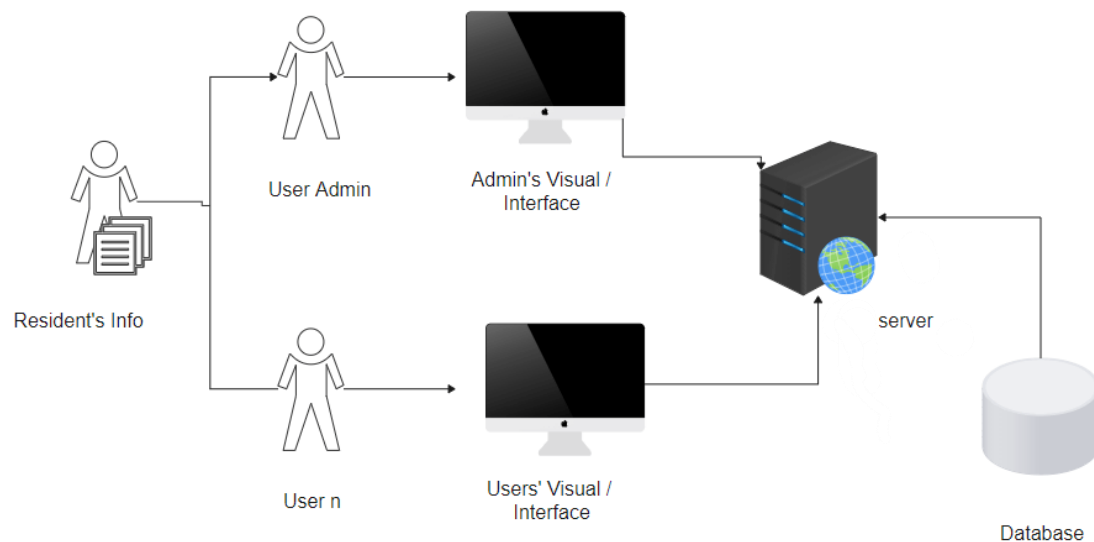 User Admin
Admin's Visual /
Interface
Resident's Info
server
User n
Users' Visual /
Interface
Database